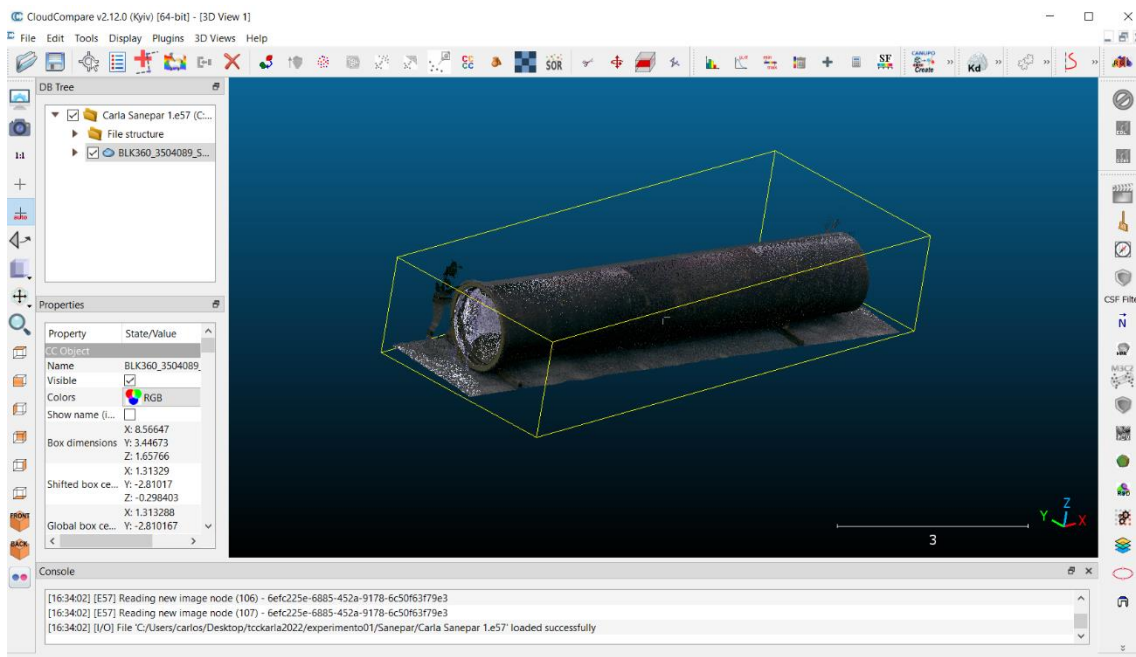 CloudCompare v2.12.0 (Kyiv) [64-bit] - [3D View 1]
File Edit Tools Display Plugins 3D Views Help
CC
CC
SOR
SF
CANUPO
Create
Kd
DB Tree
Carla Sanepar 1.e57 (C:...
File structure
BLK360_3504089_S...
1:1
auto
Properties
Property State/Value
CC Object
Name BLK360_3504089_
Visible
Colors RGB
Show name (i...
X: 8.56647
Box dimensions Y: 3.44673
Z: 1.65766
X: 1.31329
Shifted box ce... Y: -2.81017
Z: -0.298403
X: 1.313288
Global box ce... Y: -2.810167
FRONT
BACK
CSF Filte
N
M3C2
Z
Y X
3
Console
[16:34:02] [E57] Reading new image node (106) - 6efc225e-6885-452a-9178-6c50f63f79e3
[16:34:02] [E57] Reading new image node (107) - 6efc225e-6885-452a-9178-6c50f63f79e3
[16:34:02] [I/O] File 'C:/Users/carlos/Desktop/tcckarla2022/experimento01/Sanepar/Carla Sanepar 1.e57' loaded successfully